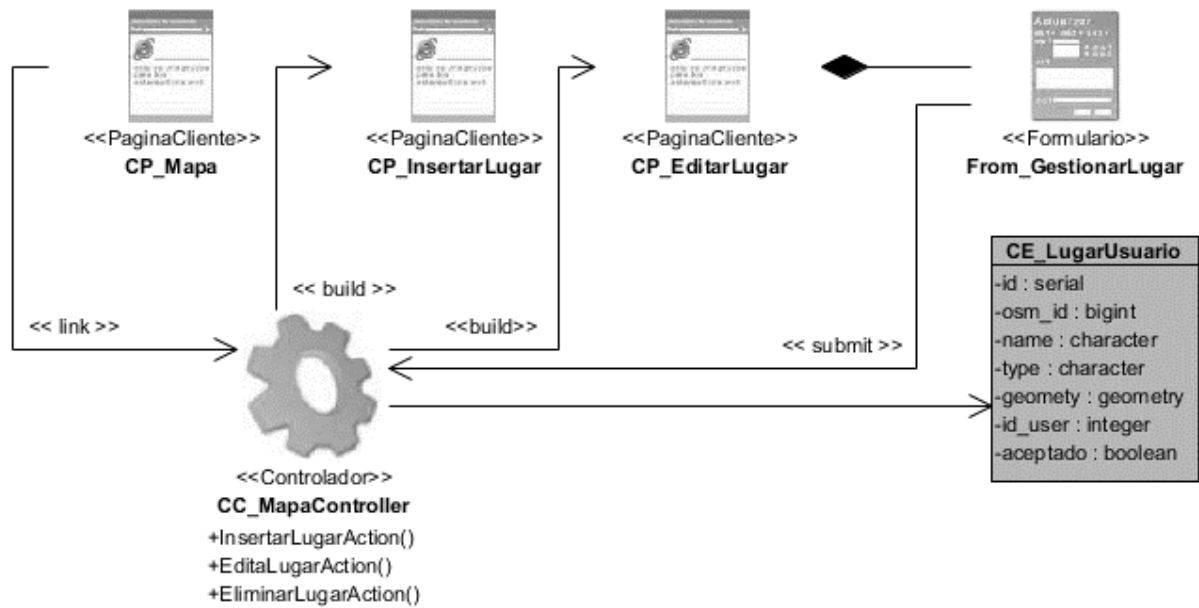 <<PaginaCliente>>
CP_Mapa
<<PaginaCliente>>
CP_InsertarLugar
<<PaginaCliente>>
CP_EditarLugar
<<Formulario>>
From_GestionarLugar
<< link >>
<< build >>
<<build>>
<< submit >>
CE_LugarUsuario
-id : serial
-osm_id : bigint
-name : character
-type : character
-geomety : geometry
-id_user : integer
-aceptado : boolean
<<Controlador>>
CC_MapaController
+InsertarLugarAction()
+EditaLugarAction()
+EliminarLugarAction()